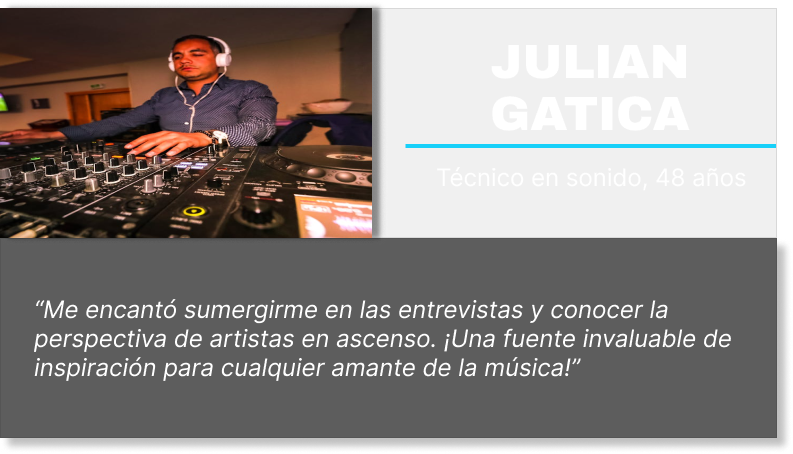 JULIAN
GATICA
Técnico en sonido, 48 años
“Me encantó sumergirme en las entrevistas y conocer la
perspectiva de artistas en ascenso. ¡Una fuente invaluable de
inspiración para cualquier amante de la música!”